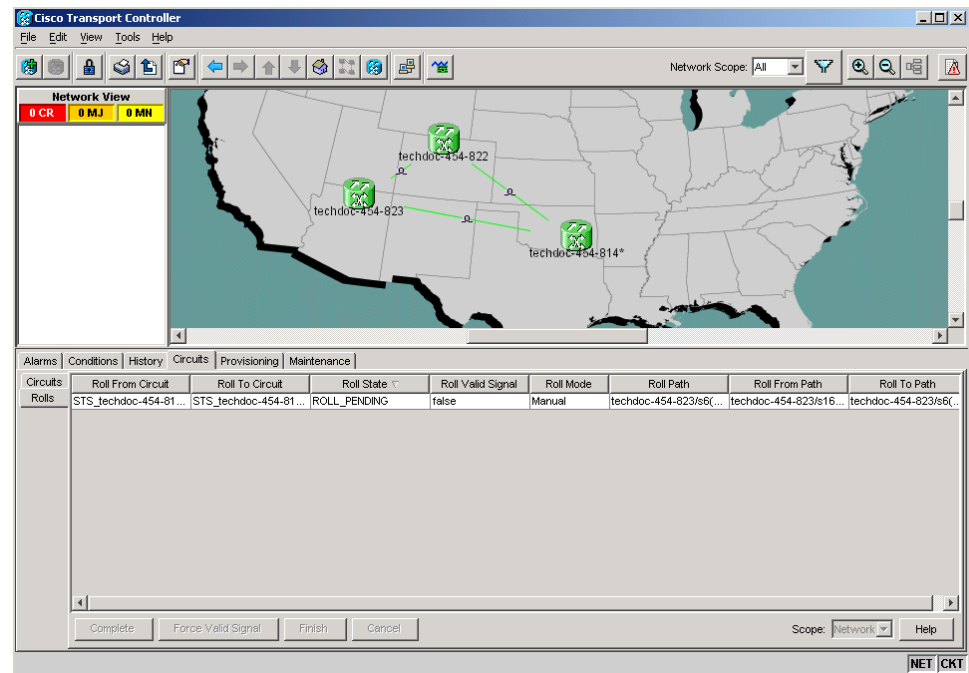 Cisco Transport Controller
File Edit View Tools Help
Network Scope: All
Network View
0 CR 0 MJ 0 MN
techdoc-454-822
techdoc-454-823
techdoc-454-814*
Alarms Conditions History Circuits Provisioning Maintenance
Circuits
Rolls
Roll From Circuit Roll To Circuit Roll State Roll Valid Signal Roll Mode Roll Path Roll From Path Roll To Path
STS_techdoc-454-81... STS_techdoc-454-81... ROLL_PENDING false Manual techdoc-454-823/s6(... techdoc-454-823/s16... techdoc-454-823/s6(..
Complete Force Valid Signal Finish Cancel Scope: Network Help
NET CKT